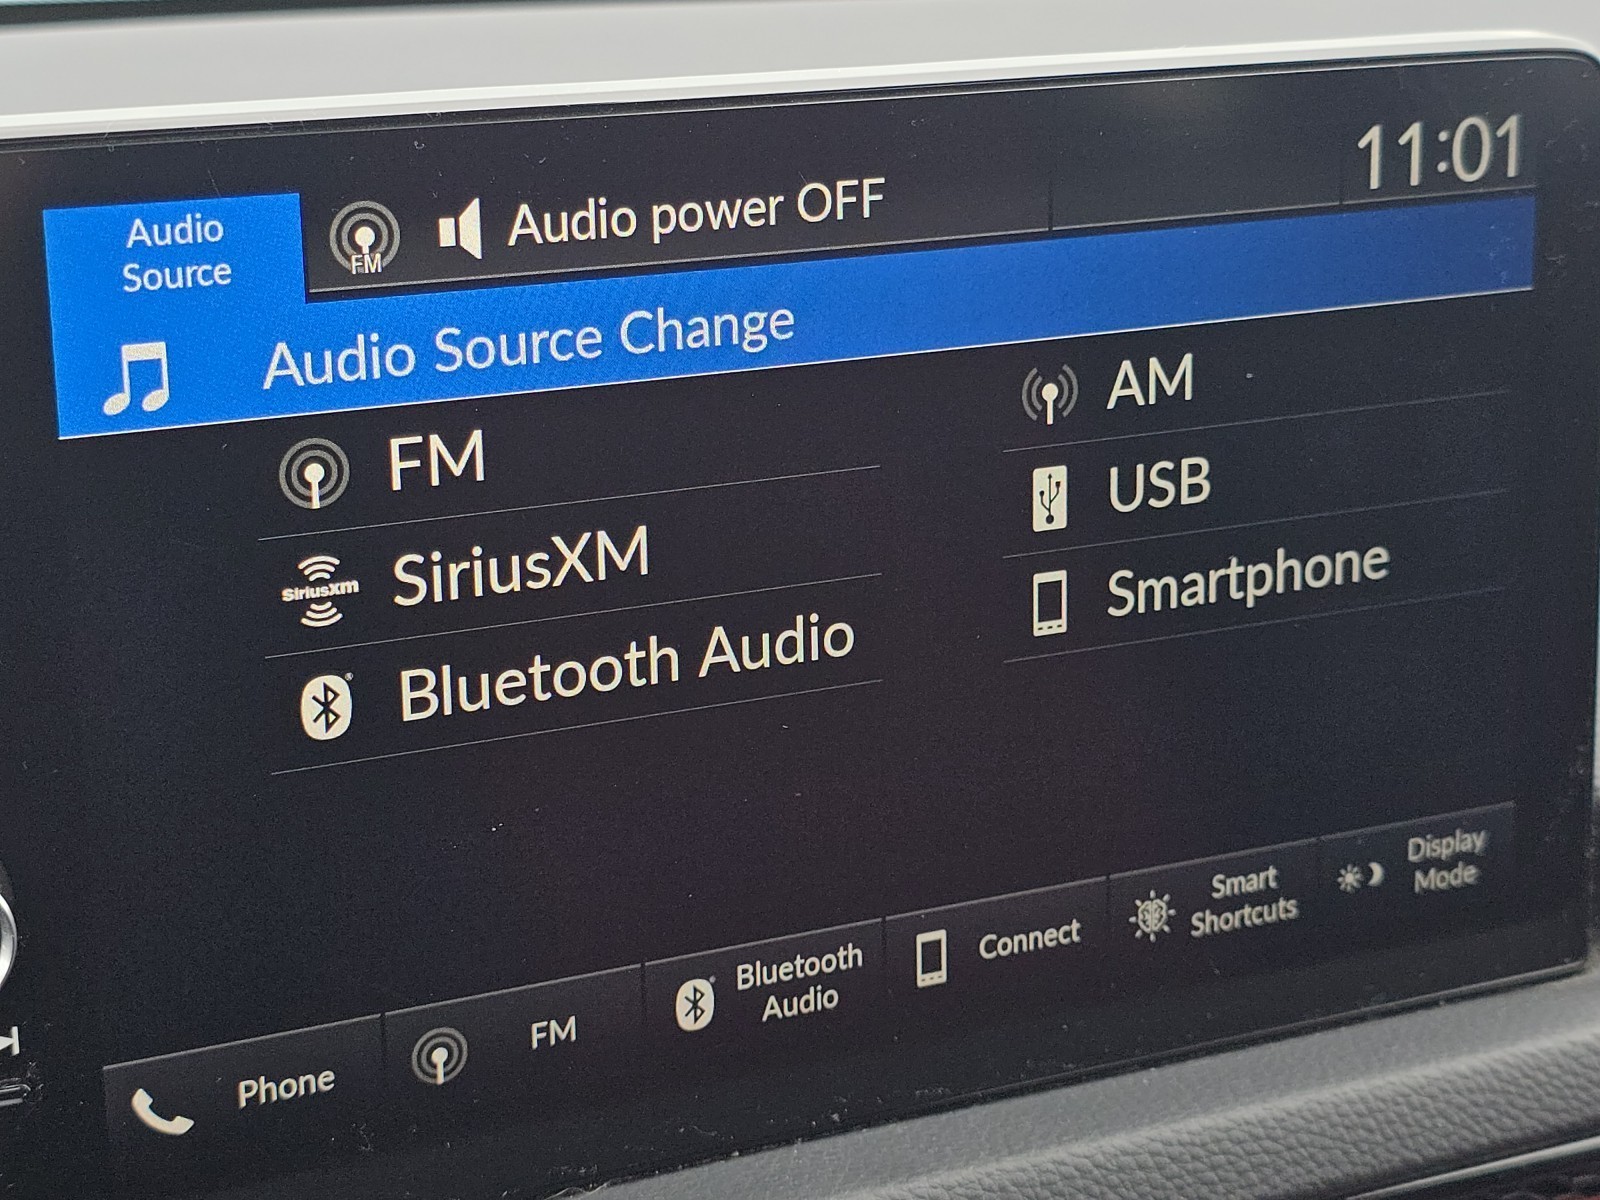 11:01
Audio
Source
FM
Audio power OFF
Audio Source Change
FM
AM
SiriusXM
SiriusXM
USB
Bluetooth Audio
Smartphone
Phone
FM
Bluetooth
Audio
Connect
Smart
Shortcuts
Display
Mode